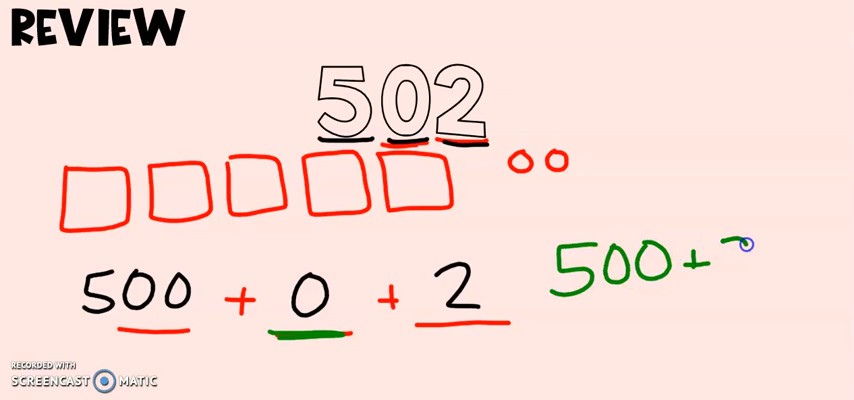 REVIEW
502
500 + 0 + 2
500 +
RECORDED WITH
SCREENCAST MATIC